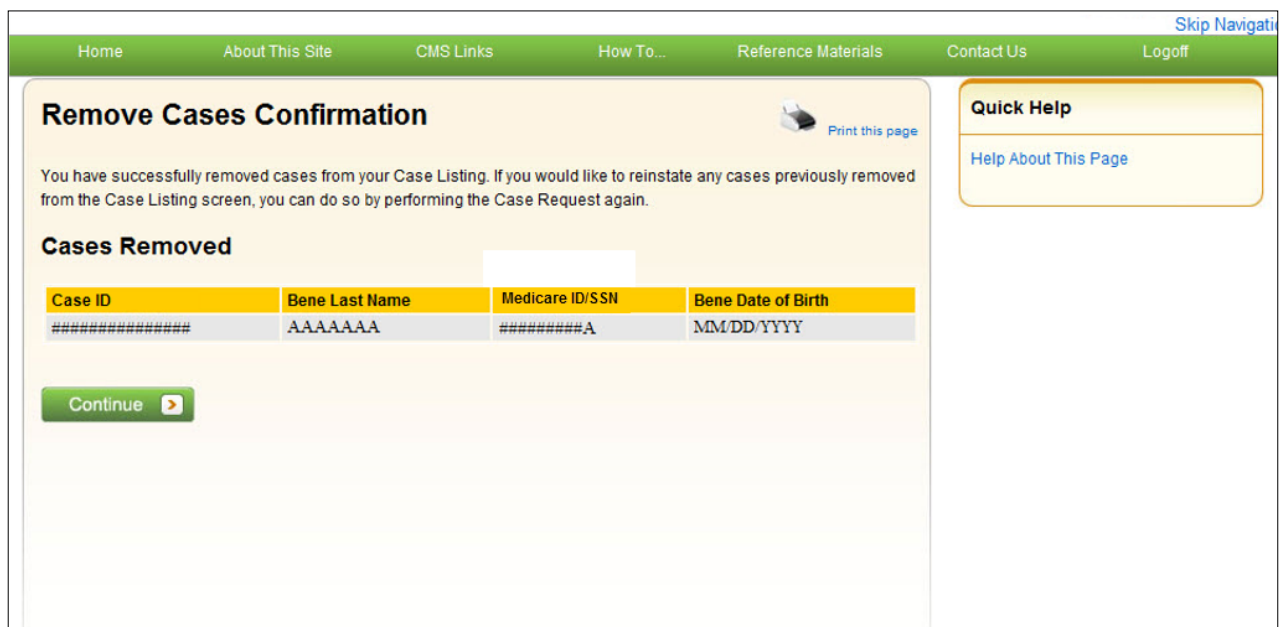 Skip Navigatio
Home About This Site CMS Links How To... Reference Materials Contact Us Logoff
Remove Cases Confirmation
Print this page
Quick Help
Help About This Page
You have successfully removed cases from your Case Listing. If you would like to reinstate any cases previously removed
from the Case Listing screen, you can do so by performing the Case Request again.
Cases Removed
Case ID Bene Last Name Medicare ID/SSN Bene Date of Birth
############### AAAAAAA #########A MM/DD/YYYY
Continue